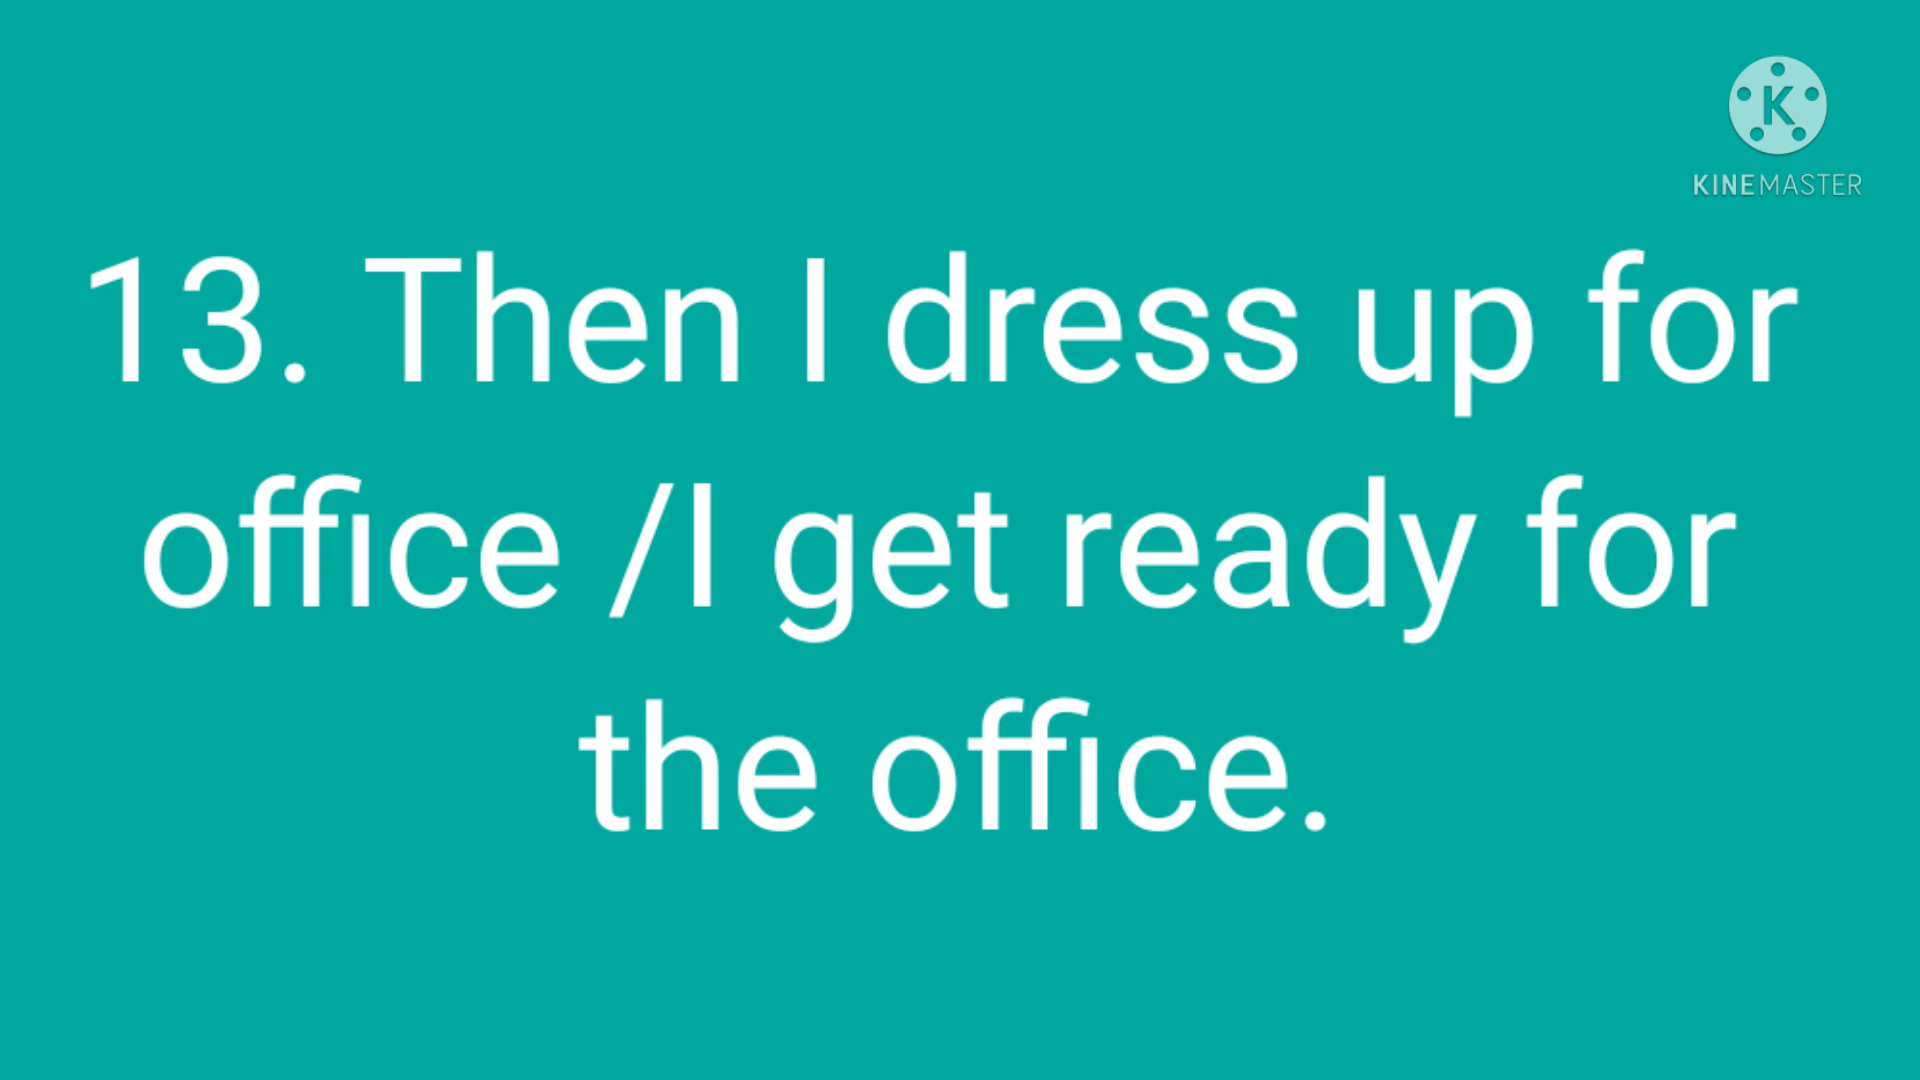 K
KINEMASTER
13. Then I dress up for
office /I get ready for
the office.